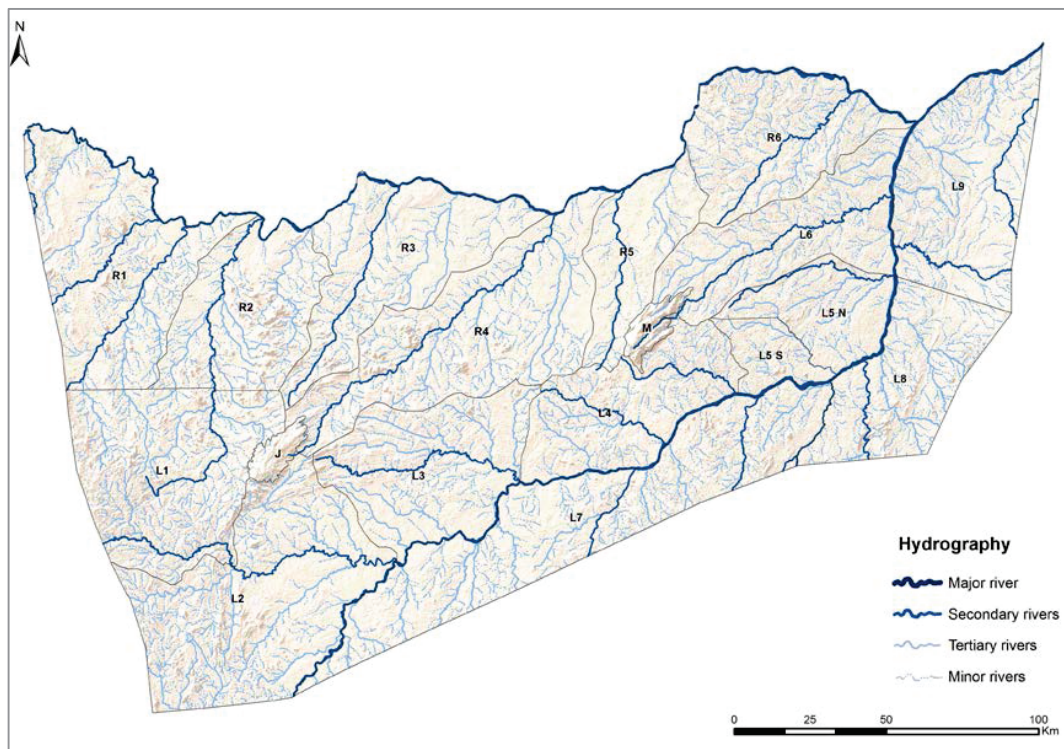 N
R6
L9
L6
R1
R3
R5
R2
R4
M
L5 N
L5 S
L8
L4
J
L1
L3
L7
L2
Hydrography
Major river
Secondary rivers
Tertiary rivers
Minor rivers
0 25 50 100
Km